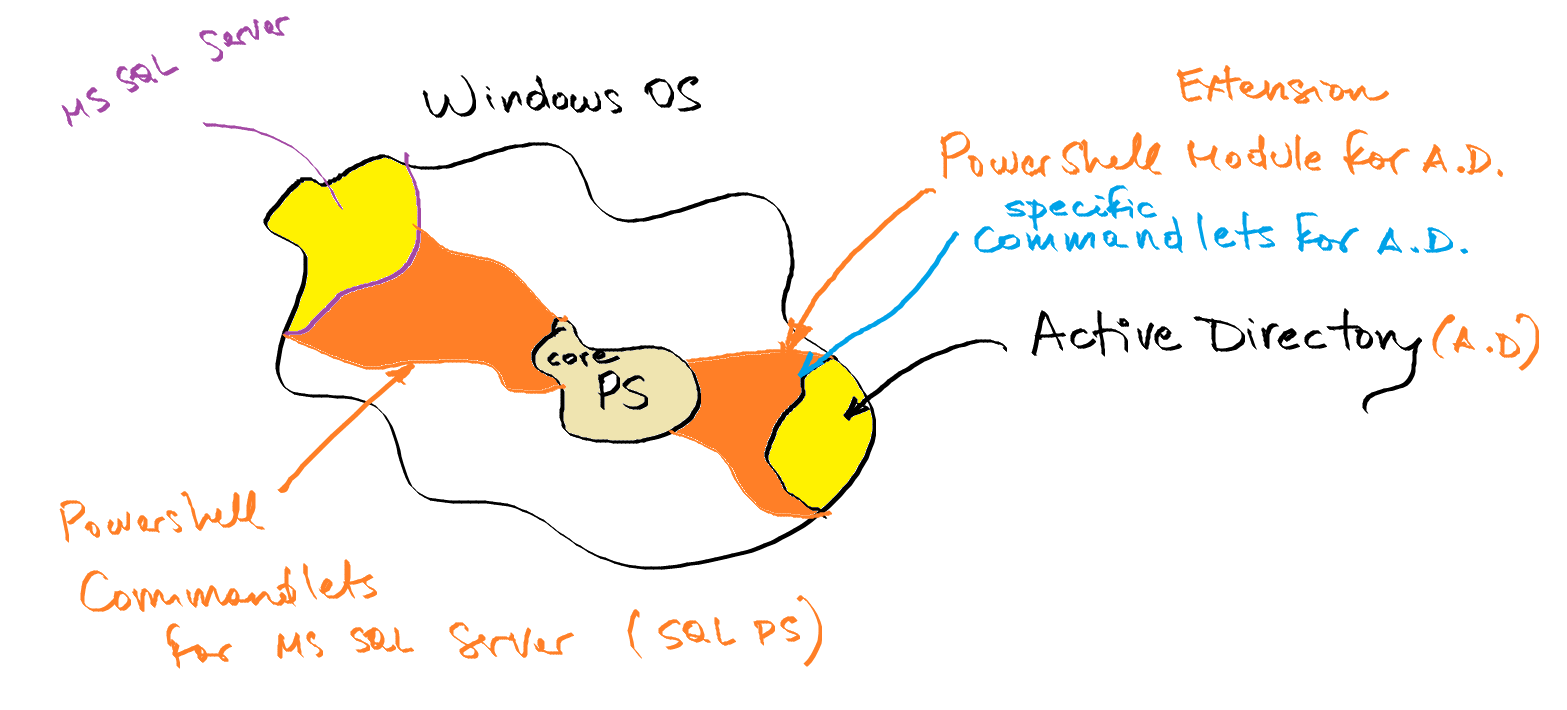 MS SQL Server
Windows OS
Extension
PowerShell Module for A.D.
specific
Commandlets for A.D.
Active Directory (A.D)
core
PS
Powershell
Commandlets
for MS SQL Server (SQL PS)